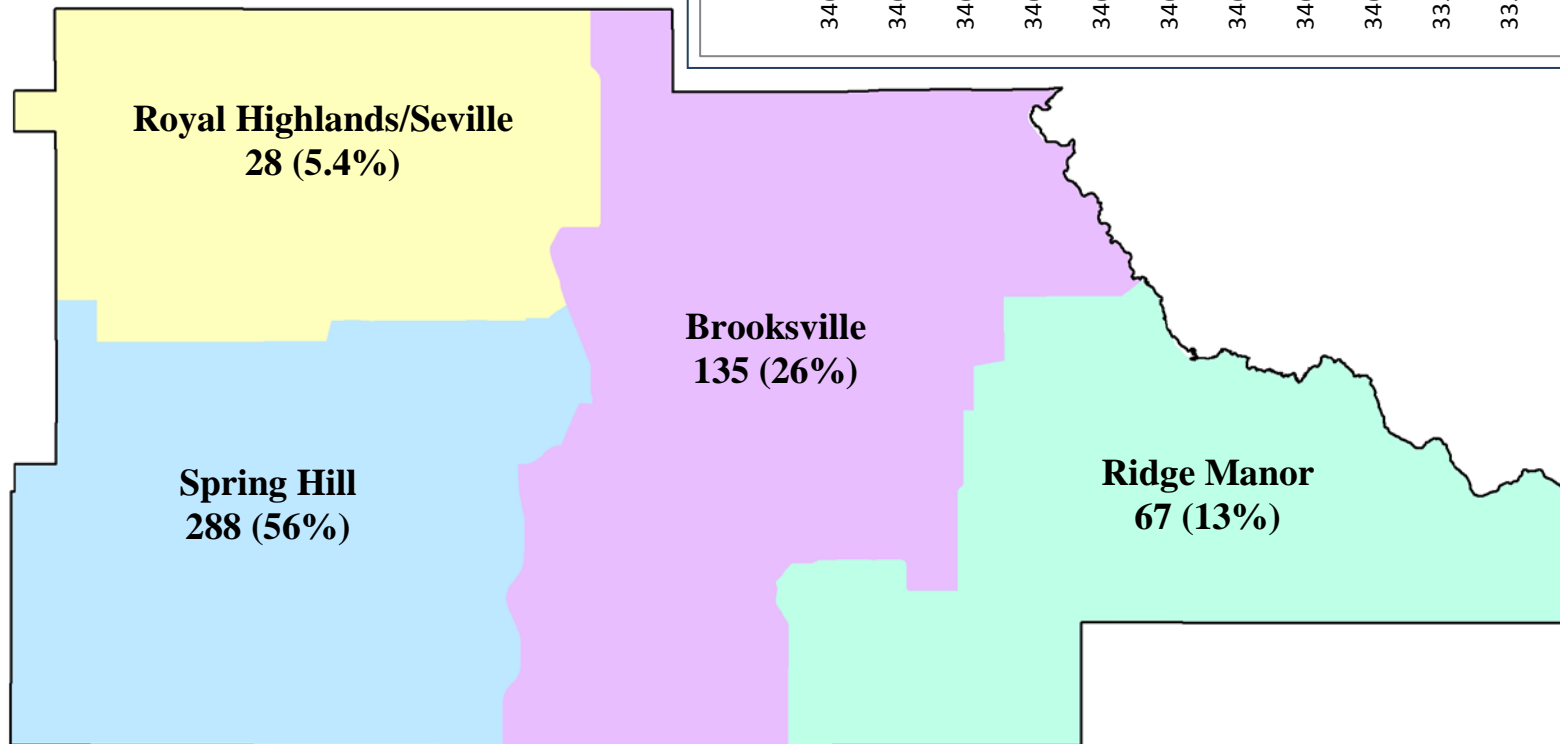 Royal Highlands/Seville
28 (5.4%)
Brooksville
135 (26%)
Spring Hill
288 (56%)
Ridge Manor
67 (13%)